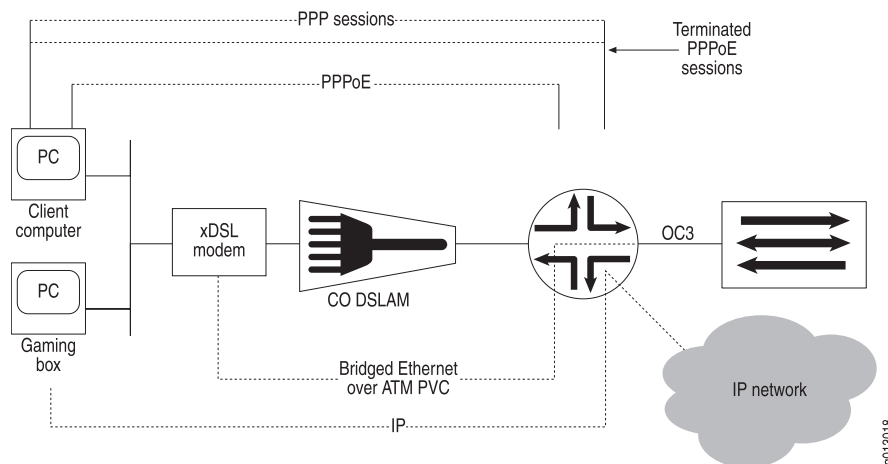 PPP sessions
Terminated
PPPoE
sessions
PPPoE
PC
Client
computer
xDSL
modem
CO DSLAM
OC3
PC
Gaming
box
Bridged Ethernet
over ATM PVC
IP
IP network
g013018